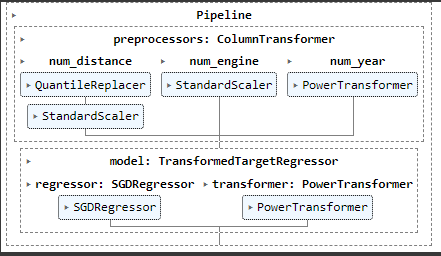 Pipeline
preprocessors: ColumnTransformer
num_distance num_engine num_year
QuantileReplacer StandardScaler PowerTransformer
StandardScaler
model: TransformedTargetRegressor
regressor: SGDRegressor transformer: PowerTransformer
SGDRegressor PowerTransformer